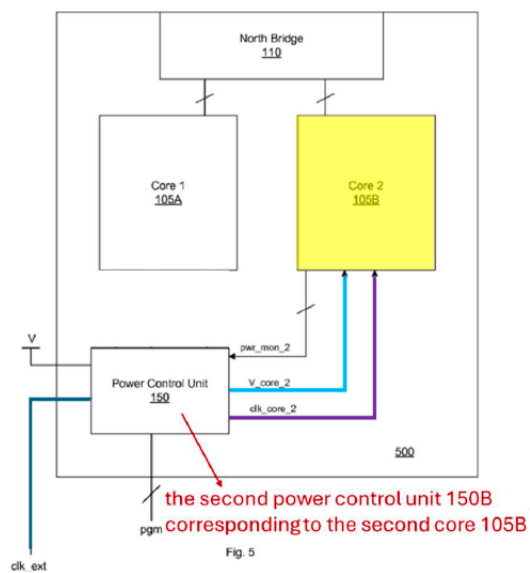 North Bridge
110
Core 1
105A
Core 2
105B
V
pwr_mon_2
Power Control Unit
150
V_core_2
clk_core_2
500
the second power control unit 150B
corresponding to the second core 105B
pgm
Fig. 5
clk_ext